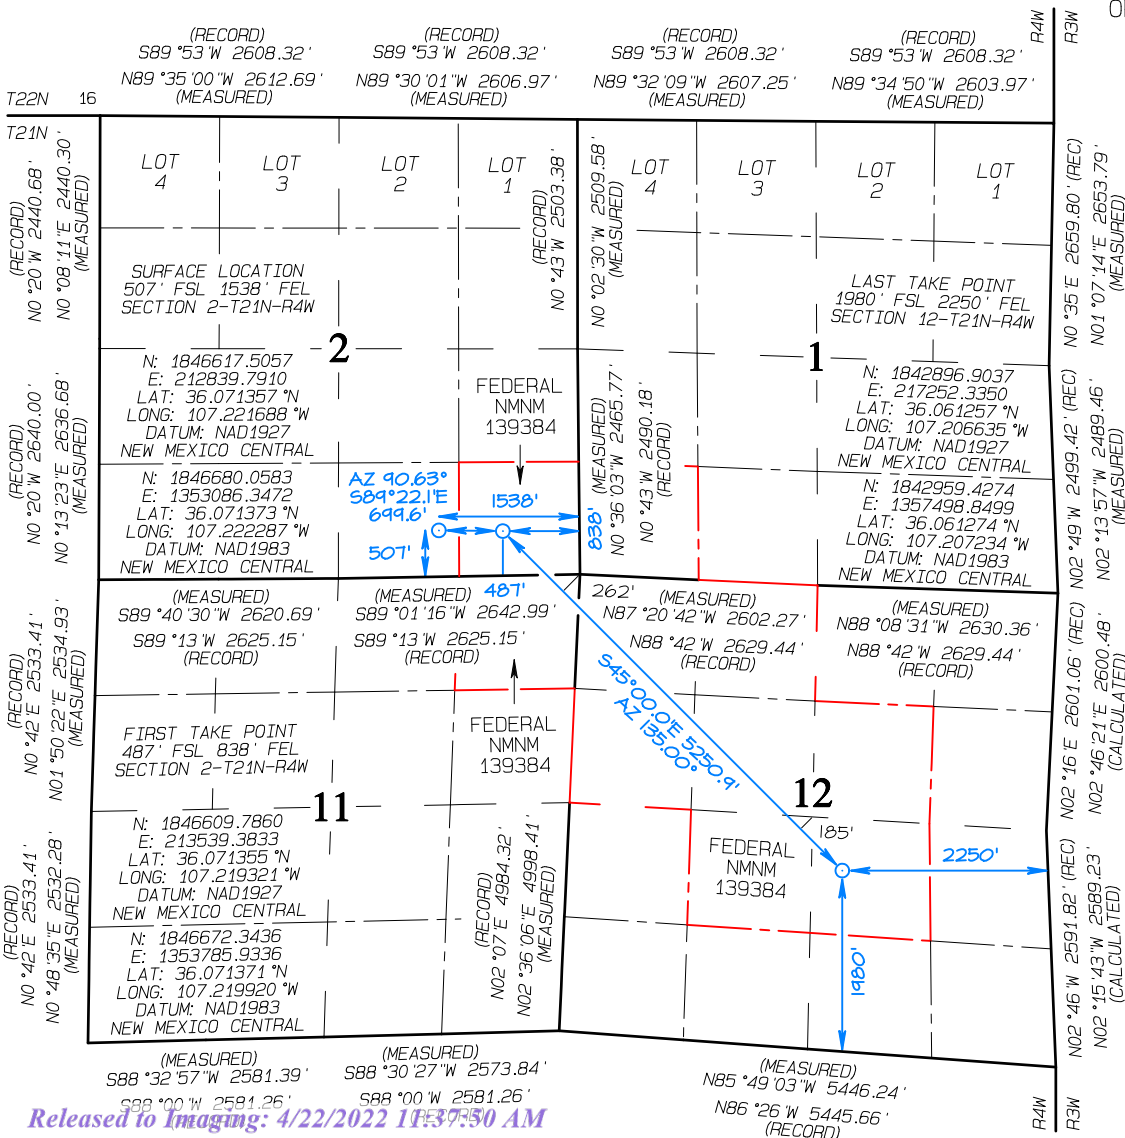 (RECORD)
S89°53'W 2608.32'
N89°35'00"W 2612.69'
(MEASURED)
(RECORD)
S89°53'W 2608.32'
N89°30'01"W 2606.97'
(MEASURED)
(RECORD)
S89°53'W 2608.32'
N89°32'09"W 2607.25'
(MEASURED)
(RECORD)
S89°53'W 2608.32'
N89°34'50"W 2603.97'
(MEASURED)
R4W
R3W
T22N
16
T21N
LOT
4
LOT
3
LOT
2
LOT
1
LOT
4
LOT
3
LOT
2
LOT
1
(RECORD)
N0°20'W 2440.68'
N0°08'11"E 2440.30'
(MEASURED)
(RECORD)
N0°43'W 2503.38'
N0°02'30"W 2509.58'
(MEASURED)
N0°35'E 2659.80' (REC)
N01°07'14"E 2653.79'
(MEASURED)
SURFACE LOCATION
507' FSL 1538' FEL
SECTION 2-T21N-R4W
2
N: 1846617.5057
E: 212839.7910
LAT: 36.071357°N
LONG: 107.221688°W
DATUM: NAD1927
NEW MEXICO CENTRAL
N: 1846680.0583
E: 1353086.3472
LAT: 36.071373°N
LONG: 107.222287°W
DATUM: NAD1983
NEW MEXICO CENTRAL
LAST TAKE POINT
1980' FSL 2250' FEL
SECTION 12-T21N-R4W
1
N: 1842896.9037
E: 217252.3350
LAT: 36.061257°N
LONG: 107.206635°W
DATUM: NAD1927
NEW MEXICO CENTRAL
N: 1842959.4274
E: 1357498.8499
LAT: 36.061274°N
LONG: 107.207234°W
DATUM: NAD1983
NEW MEXICO CENTRAL
(RECORD)
N0°20'W 2640.00'
N0°13'23"E 2636.68'
(MEASURED)
FEDERAL
NMNM
139384
(MEASURED)
N0°36'03"W 2465.77'
N0°43'W 2490.18'
(RECORD)
N02°49'W 2499.42' (REC)
N02°13'57"W 2489.46'
(MEASURED)
AZ 90.63°
S89°22.1'E
699.6'
1538'
838'
507'
487'
262'
(MEASURED)
S89°40'30"W 2620.69'
S89°13'W 2625.15'
(RECORD)
(MEASURED)
S89°01'16"W 2642.99'
S89°13'W 2625.15'
(RECORD)
(MEASURED)
N87°20'42"W 2602.27'
N88°42'W 2629.44'
(RECORD)
(MEASURED)
N88°08'31"W 2630.36'
N88°42'W 2629.44'
(RECORD)
(RECORD)
N0°42'E 2533.41'
N01°50'22"E 2534.93'
(MEASURED)
FIRST TAKE POINT
487' FSL 838' FEL
SECTION 2-T21N-R4W
FEDERAL
NMNM
139384
S45°00.0'E 5250.9'
AZ 135.00°
N02°16'E 2601.06' (REC)
N02°46'21"E 2600.48'
(CALCULATED)
11
12
N: 1846609.7860
E: 213539.3833
LAT: 36.071355°N
LONG: 107.219321°W
DATUM: NAD1927
NEW MEXICO CENTRAL
N: 1846672.3436
E: 1353785.9336
LAT: 36.071371°N
LONG: 107.219920°W
DATUM: NAD1983
NEW MEXICO CENTRAL
(RECORD)
N0°42'E 2533.41'
N0°48'35"E 2532.28'
(MEASURED)
(RECORD)
N02°07'E 4984.32'
N02°36'06"E 4998.41'
(MEASURED)
FEDERAL
NMNM
139384
185'
2250'
1980'
N02°46'W 2591.82' (REC)
N02°15'43"W 2589.23'
(CALCULATED)
(MEASURED)
S88°32'57"W 2581.39'
S88°00'W 2581.26'
(RECORD)
(MEASURED)
S88°30'27"W 2573.84'
S88°00'W 2581.26'
(RECORD)
(MEASURED)
N85°49'03"W 5446.24'
N86°26'W 5445.66'
(RECORD)
R4W
R3W
Released to Imaging: 4/22/2022 11:37:50 AM